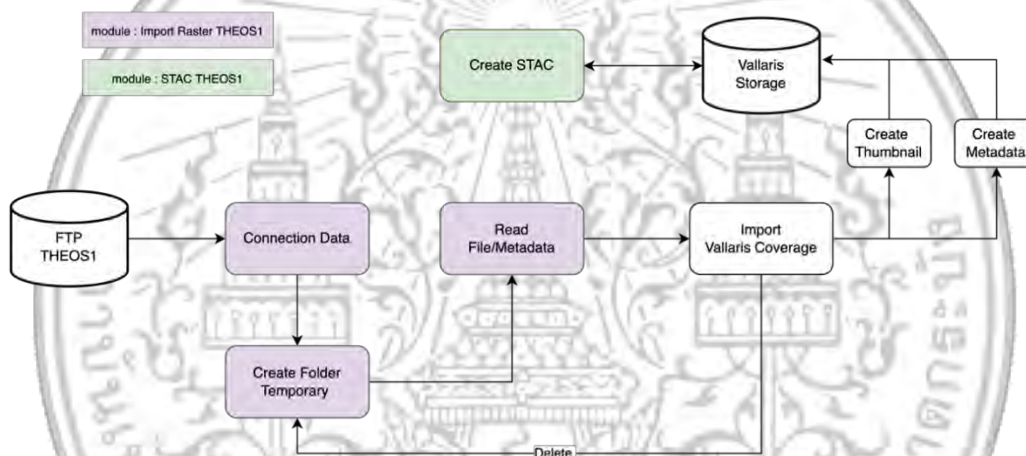 module : Import Raster THEOS1
module : STAC THEOS1
Create STAC
Vallaris
Storage
Create
Thumbnail
Create
Metadata
FTP
THEOS1
Connection Data
Read
File/Metadata
Import
Vallaris Coverage
Create Folder
Temporary
Delete